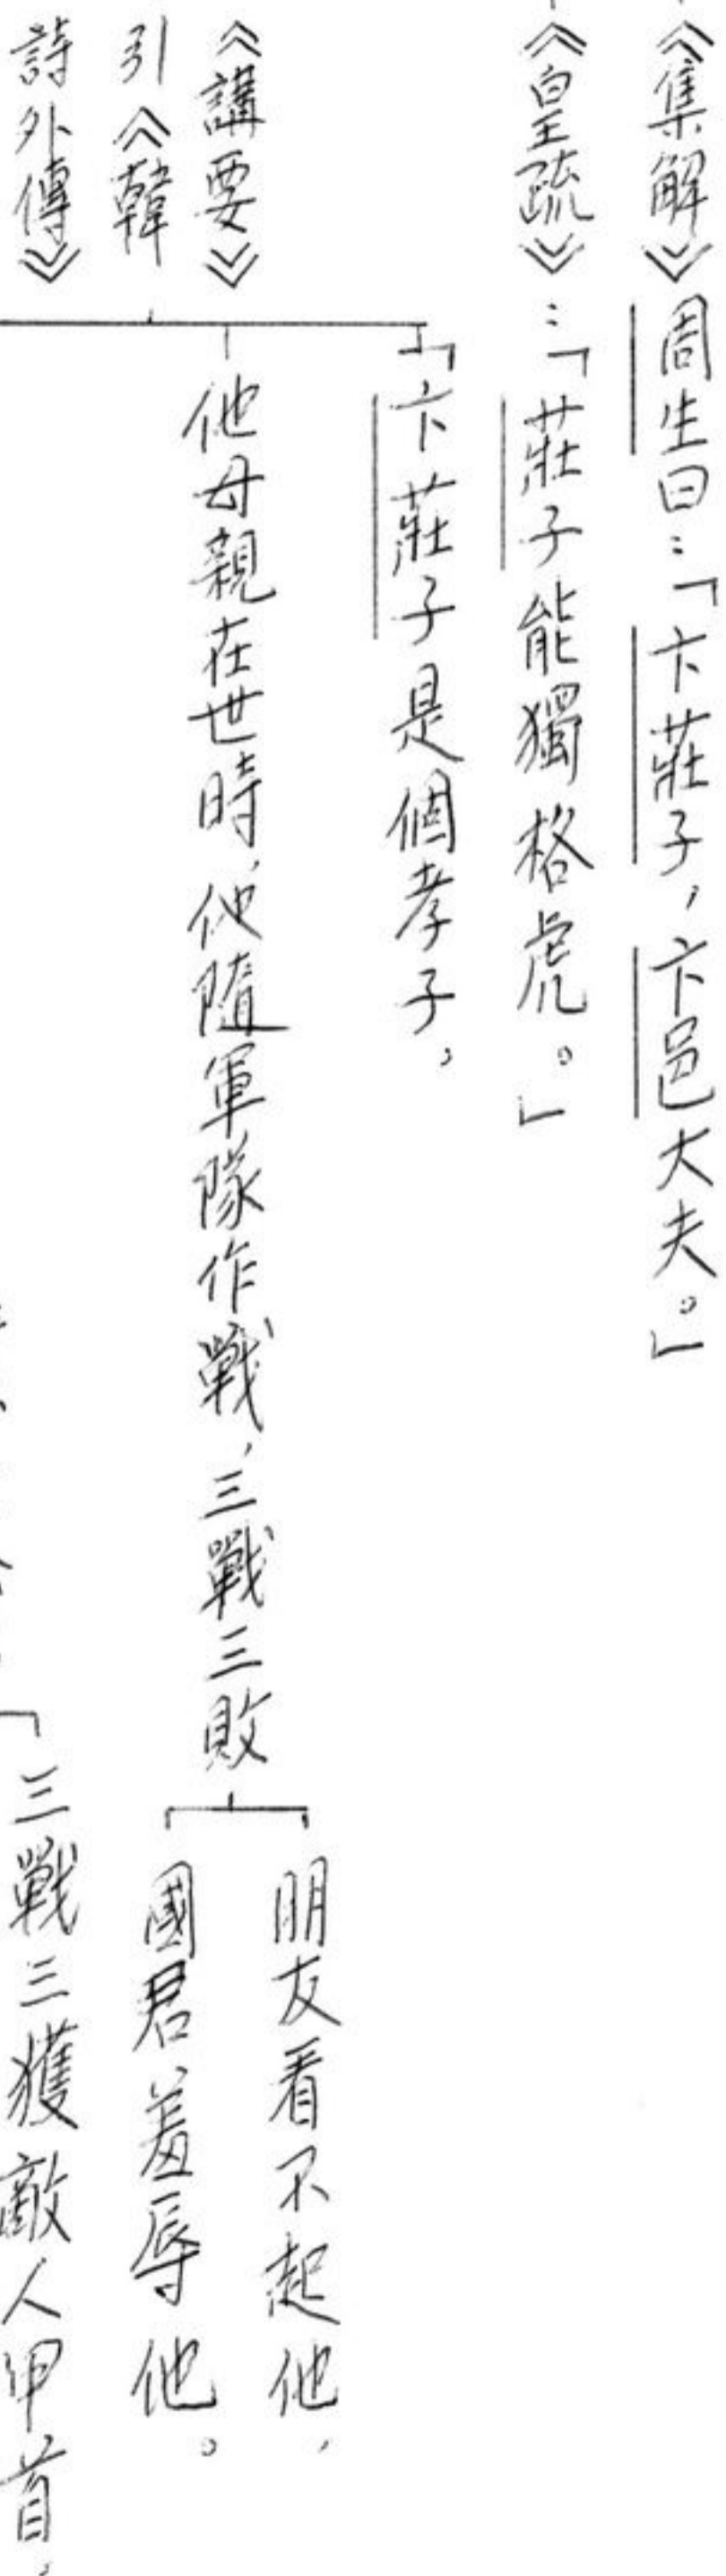 《集解》周生曰：「卞莊子，卞邑大夫。」
《皇疏》：「莊子能獨格虎。」
《講要》
引《韓
詩外傳》
「卞莊子是個孝子，
他母親在世時，他隨軍隊作戰，三戰三敗
朋友看不起他，
國君羞辱他。
三戰三獲敵人甲首，